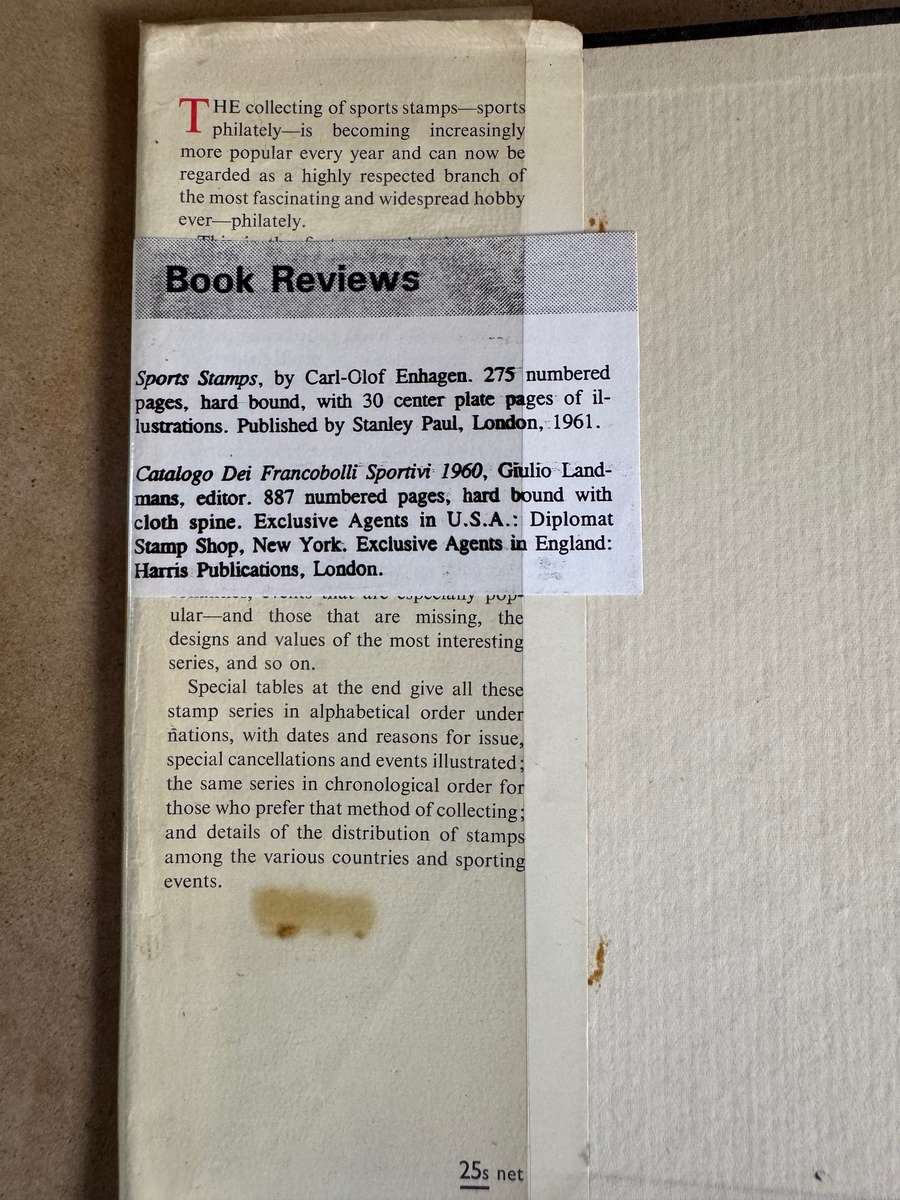 THE collecting of sports stamps—sports
philately—is becoming increasingly
more popular every year and can now be
regarded as a highly respected branch of
the most fascinating and widespread hobby
ever—philately.
Book Reviews
Sports Stamps, by Carl-Olof Enhagen. 275 numbered
pages, hard bound, with 30 center plate pages of il-
lustrations. Published by Stanley Paul, London, 1961.
Catalogo Dei Francobolli Sportivi 1960, Giulio Land-
mans, editor. 887 numbered pages, hard bound with
cloth spine. Exclusive Agents in U.S.A.: Diplomat
Stamp Shop, New York. Exclusive Agents in England:
Harris Publications, London.
events that are especially pop-
ular—and those that are missing, the
designs and values of the most interesting
series, and so on.
Special tables at the end give all these
stamp series in alphabetical order under
nations, with dates and reasons for issue,
special cancellations and events illustrated;
the same series in chronological order for
those who prefer that method of collecting;
and details of the distribution of stamps
among the various countries and sporting
events.
25s net